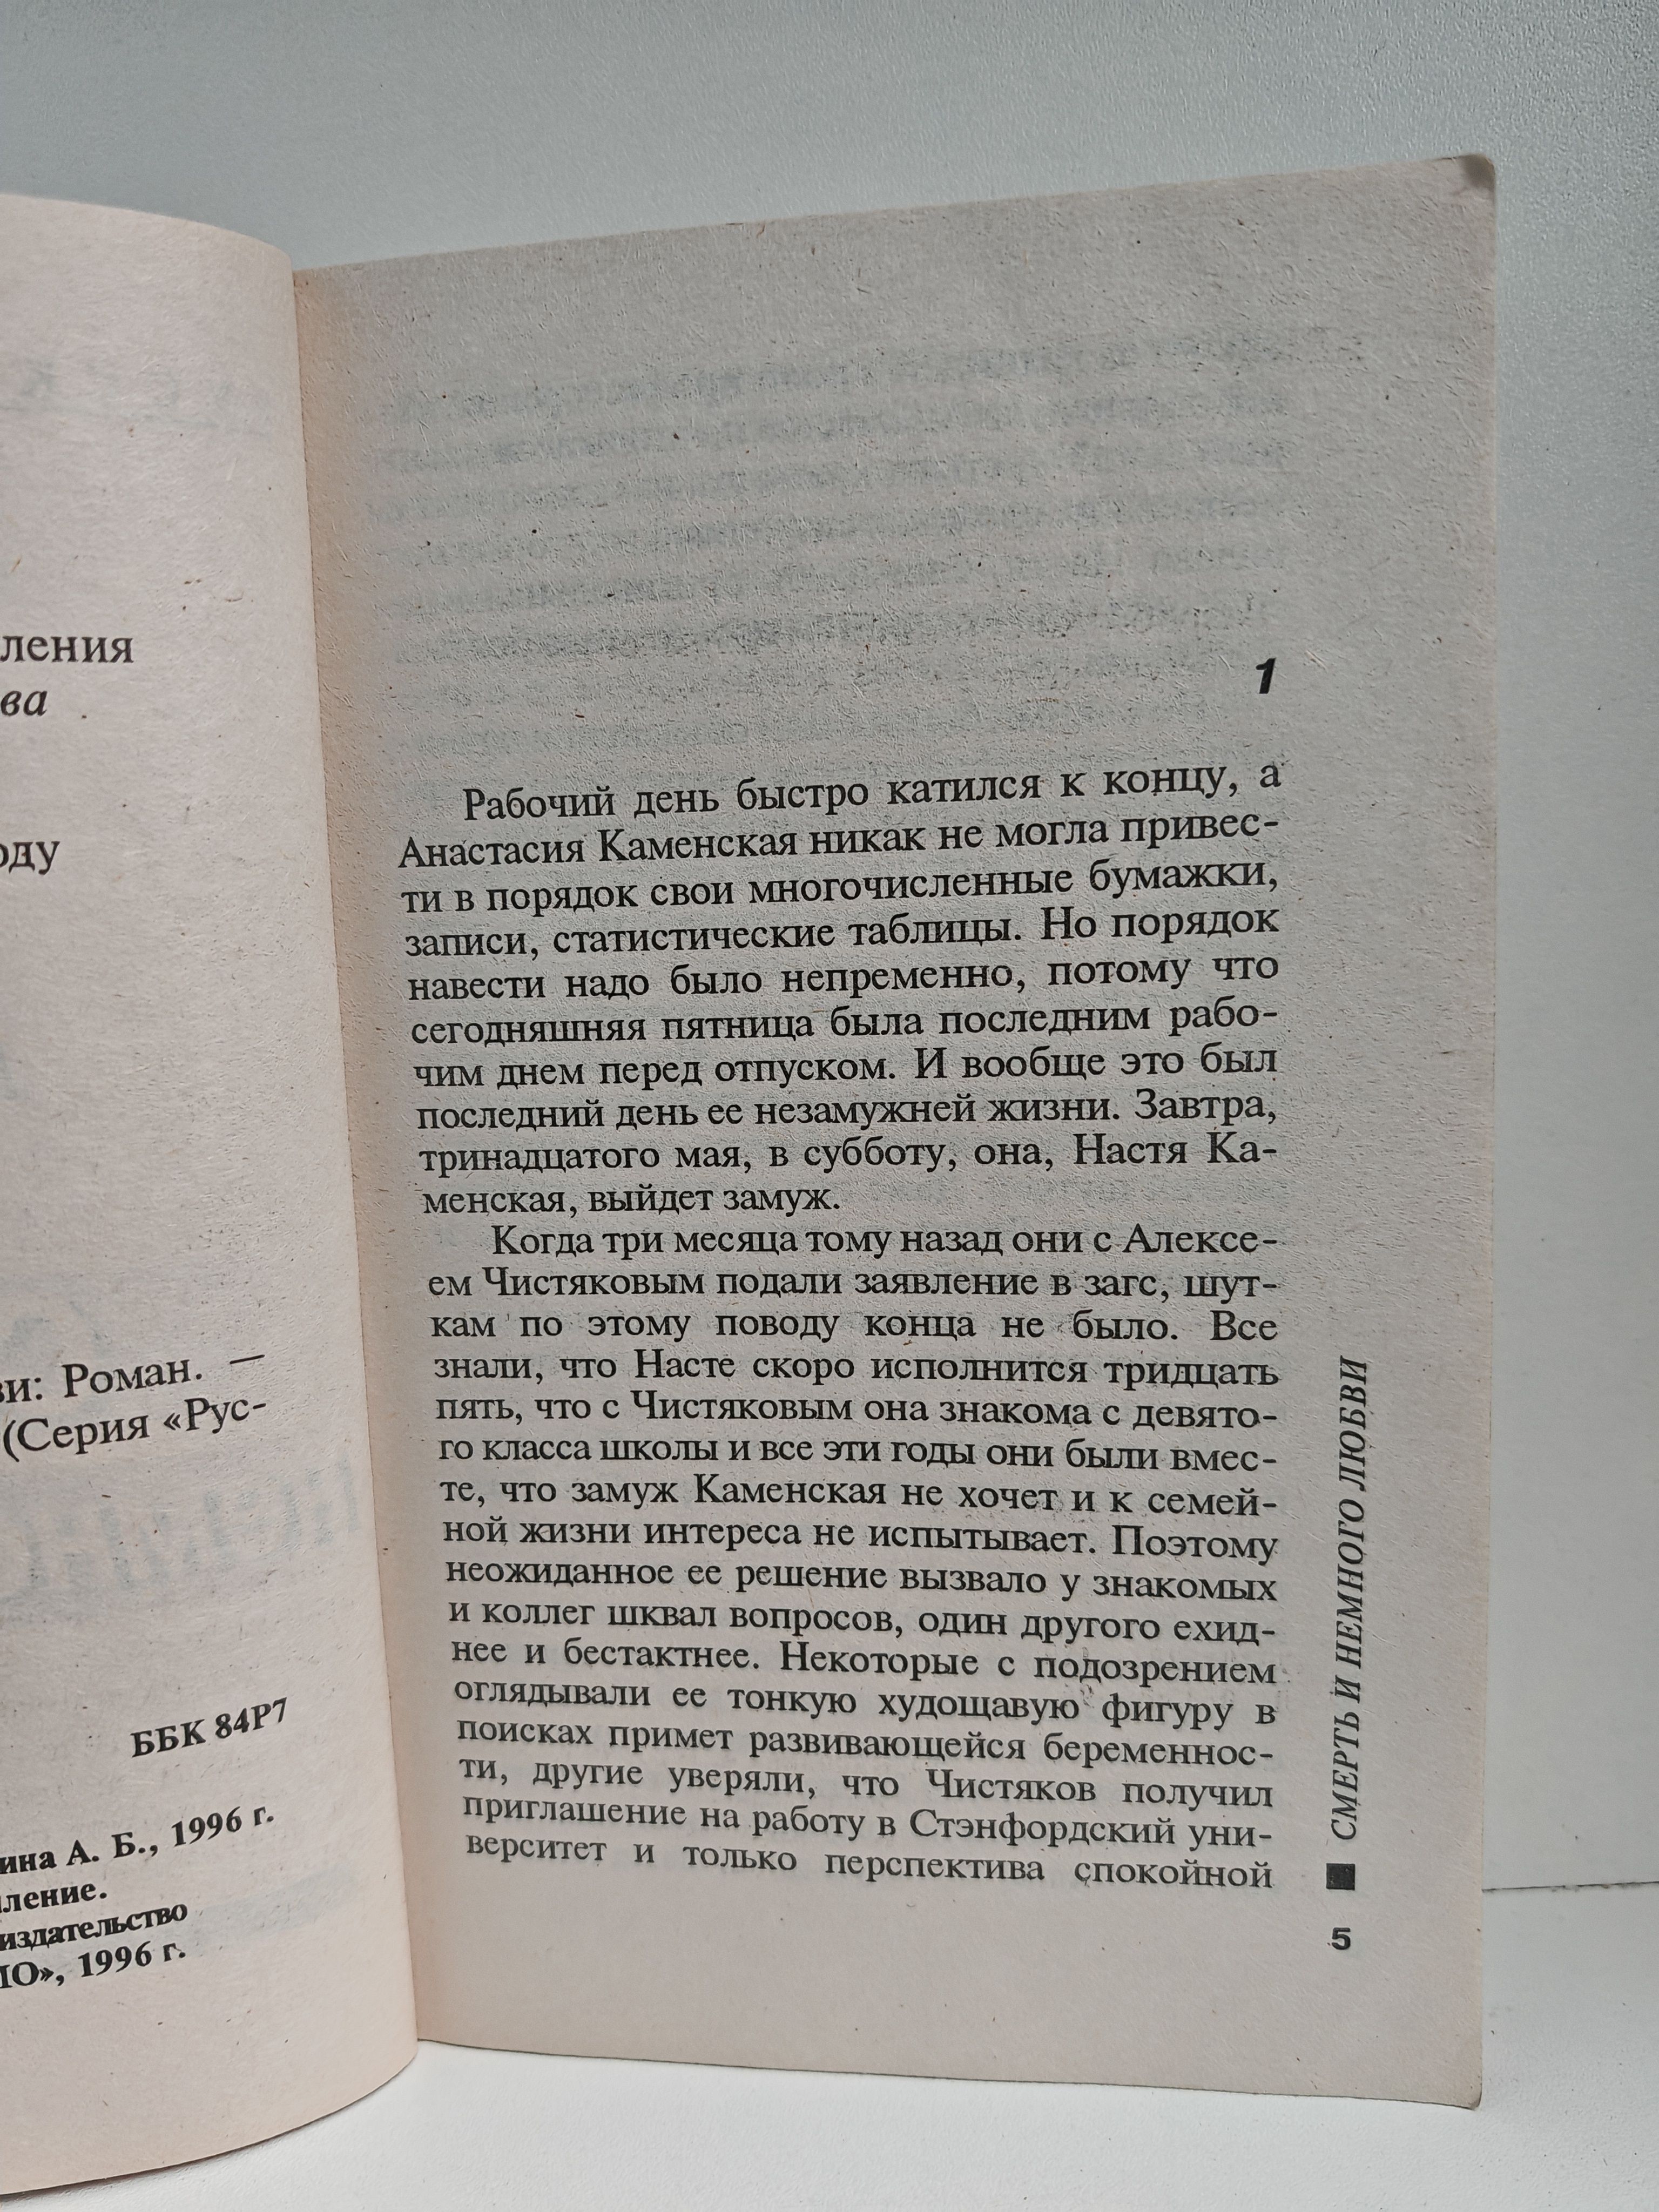 ления
ва
оду
ви: Роман. —
(Серия «Рус-
ББК 84Р7
ина А. Б., 1996 г.
ление.
издательство
МО», 1996 г.
1
Рабочий день быстро катился к концу, а
Анастасия Каменская никак не могла привес-
ти в порядок свои многочисленные бумажки,
записи, статистические таблицы. Но порядок
навести надо было непременно, потому что
сегодняшняя пятница была последним рабо-
чим днем перед отпуском. И вообще это был
последний день ее незамужней жизни. Завтра,
тринадцатого мая, в субботу, она, Настя Ка-
менская, выйдет замуж.
Когда три месяца тому назад они с Алексе-
ем Чистяковым подали заявление в загс, шут-
кам по этому поводу конца не было. Все
знали, что Насте скоро исполнится тридцать
пять, что с Чистяковым она знакома с девято-
го класса школы и все эти годы они были вмес-
те, что замуж Каменская не хочет и к семей-
ной жизни интереса не испытывает. Поэтому
неожиданное ее решение вызвало у знакомых
и коллег шквал вопросов, один другого ехид-
нее и бестактнее. Некоторые с подозрением
оглядывали ее тонкую худощавую фигуру в
поисках примет развивающейся беременнос-
ти, другие уверяли, что Чистяков получил
приглашение на работу в Стэнфордский уни-
верситет и только перспектива спокойной
СМЕРТЬ И НЕМНОГО ЛЮБВИ
5